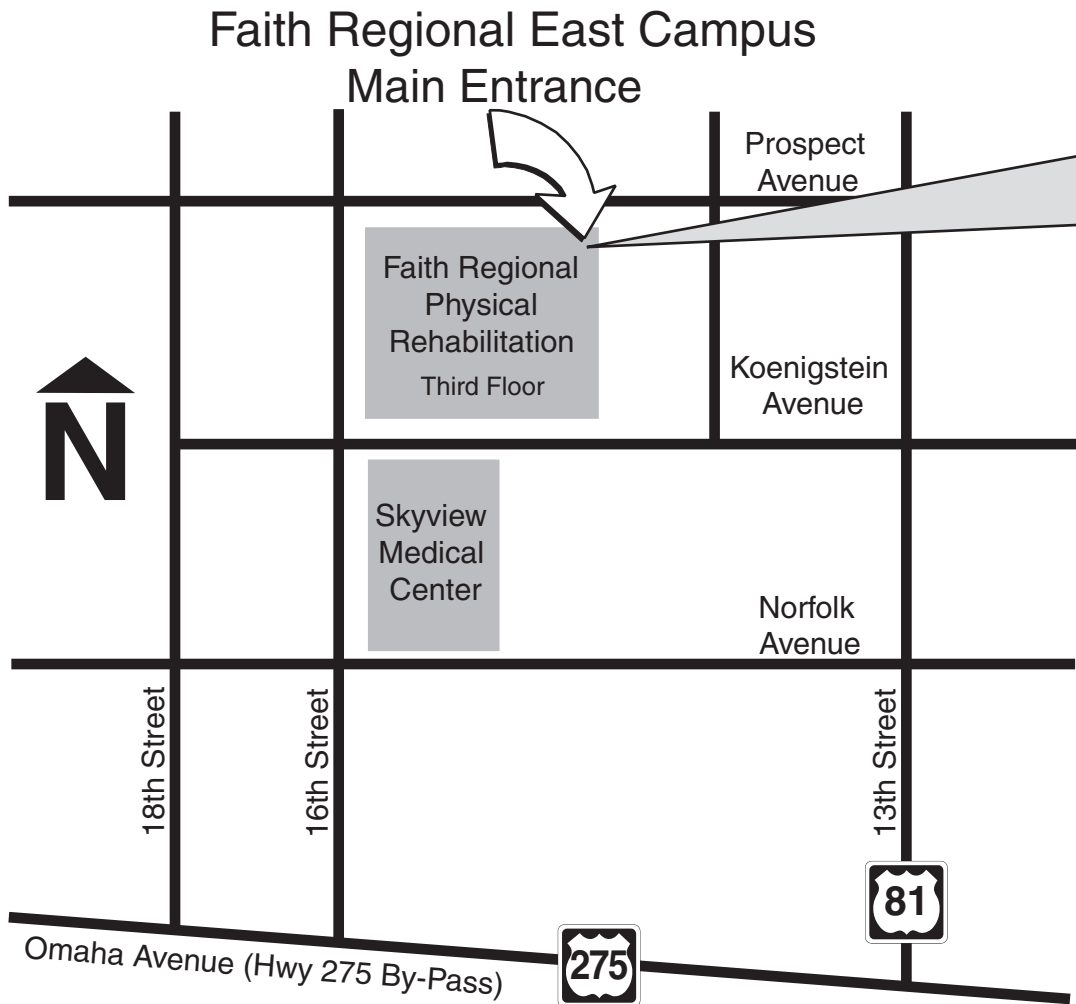 Faith Regional East Campus
Main Entrance
Prospect
Avenue
Faith Regional
Physical
Rehabilitation
Third Floor
Koenigstein
Avenue
N
Skyview
Medical
Center
Norfolk
Avenue
18th Street
16th Street
13th Street
81
Omaha Avenue (Hwy 275 By-Pass)
275